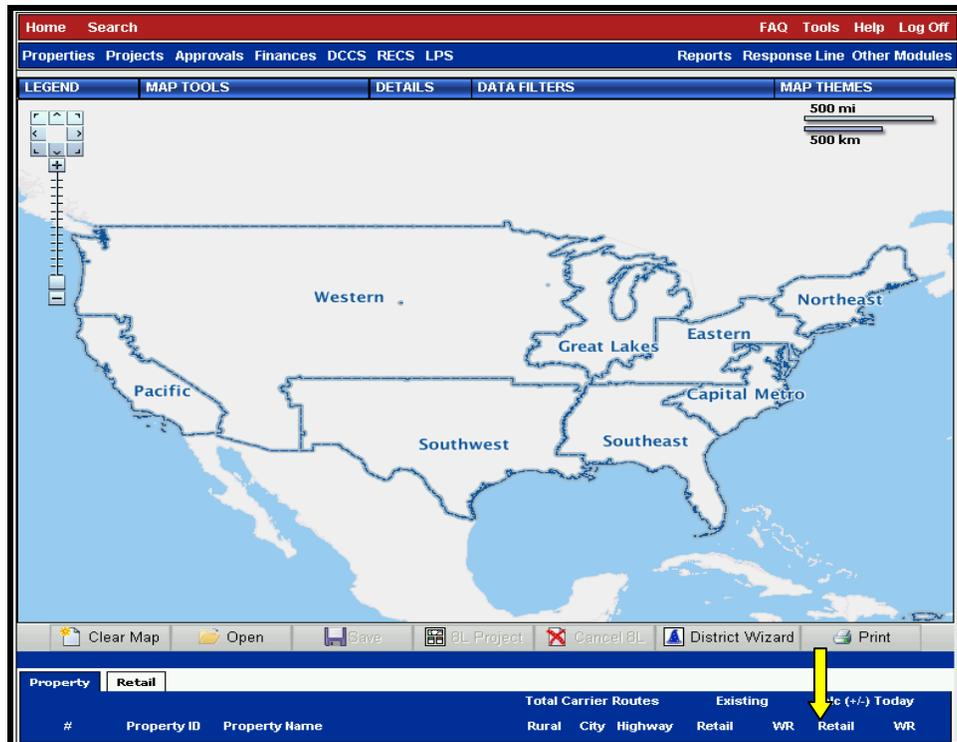 Home Search FAQ Tools Help Log Off
Properties Projects Approvals Finances DCCS RECS LPS Reports Response Line Other Modules
LEGEND MAP TOOLS DETAILS DATA FILTERS MAP THEMES
500 mi
500 km
Western
Northeast
Eastern
Great Lakes
Pacific
Capital Metro
Southwest
Southeast
Clear Map Open Save 8L Project Cancel 8L District Wizard Print
Property Retail
Total Carrier Routes Existing (+/-) Today
# Property ID Property Name Rural City Highway Retail WR Retail WR